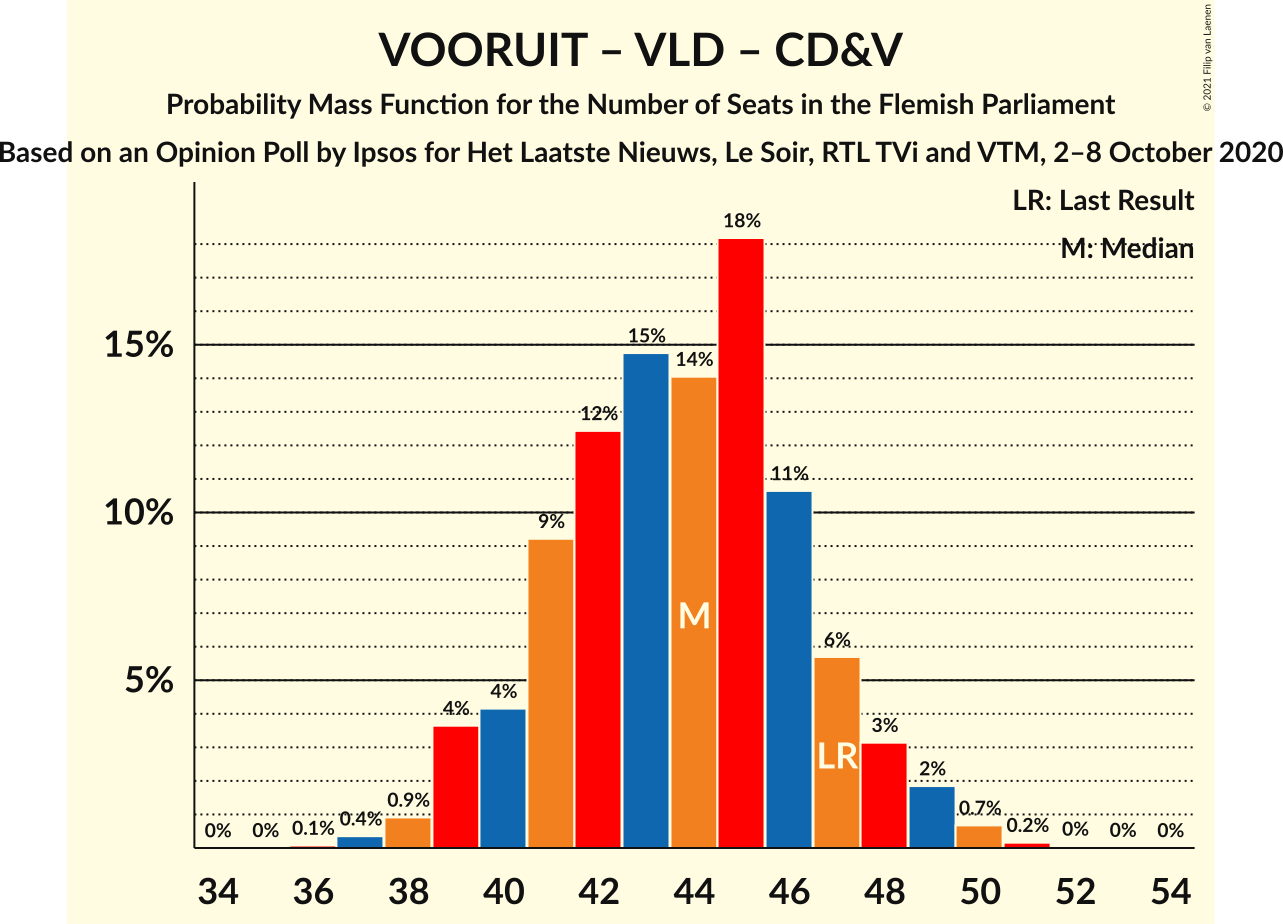 VOORUIT – VLD – CD&V
Probability Mass Function for the Number of Seats in the Flemish Parliament
Based on an Opinion Poll by Ipsos for Het Laatste Nieuws, Le Soir, RTL TVi and VTM, 2–8 October 2020
© 2021 Filip van Laenen
LR: Last Result
M: Median
15%
10%
5%
0%
0%
0.1%
0.4%
0.9%
4%
4%
9%
12%
15%
14%
18%
11%
6%
3%
2%
0.7%
0.2%
0%
0%
0%
M
LR
34 36 38 40 42 44 46 48 50 52 54